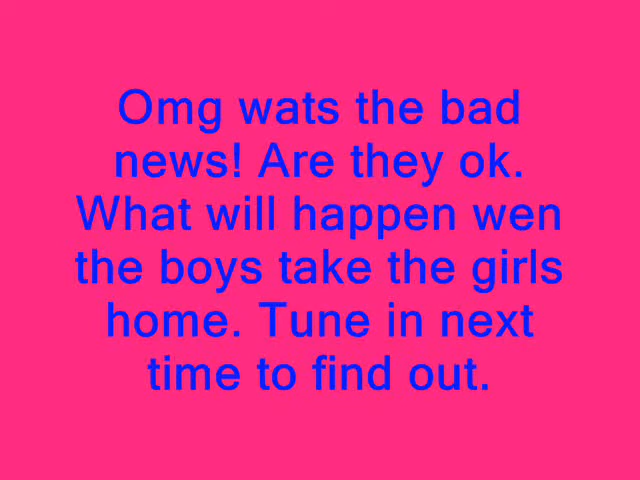 Omg wats the bad
news! Are they ok.
What will happen wen
the boys take the girls
home. Tune in next
time to find out.